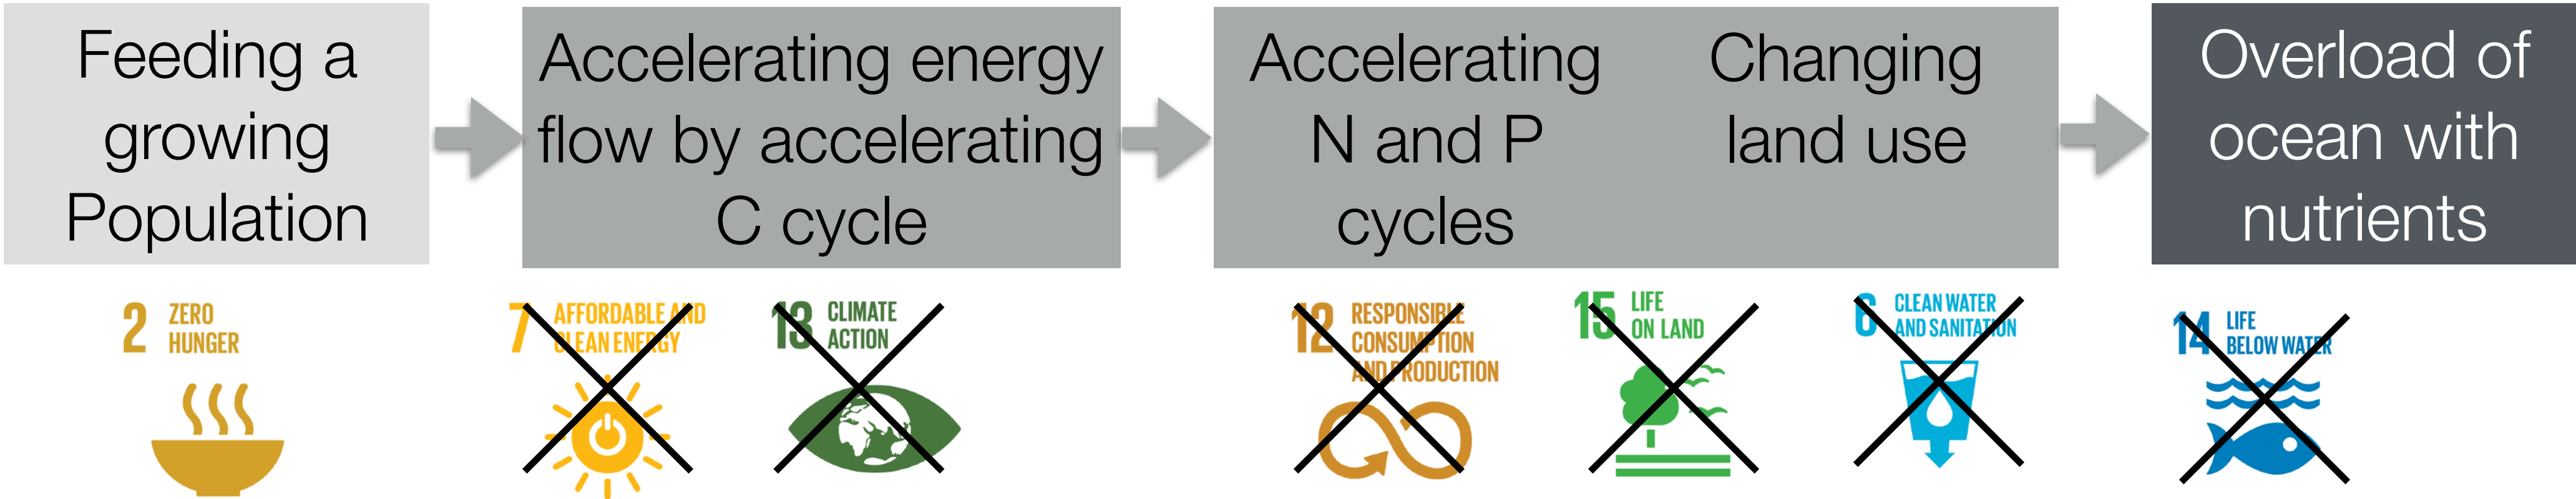 Feeding a
growing
Population
Accelerating energy
flow by accelerating
C cycle
Accelerating
N and P
cycles
Changing
land use
Overload of
ocean with
nutrients
2 ZERO
HUNGER
7 AFFORDABLE AND
CLEAN ENERGY
13 CLIMATE
ACTION
12 RESPONSIBLE
CONSUMPTION
AND PRODUCTION
15 LIFE
ON LAND
6 CLEAN WATER
AND SANITATION
14 LIFE
BELOW WATER